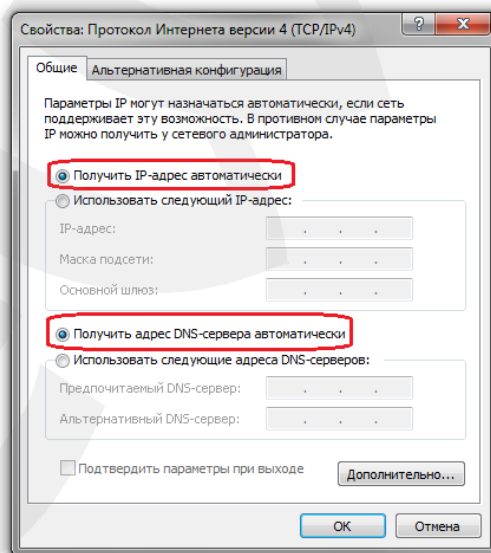 Свойства: Протокол Интернета версии 4 (TCP/IPv4)
Общие
Альтернативная конфигурация
Параметры IP могут назначаться автоматически, если сеть
поддерживает эту возможность. В противном случае параметры
IP можно получить у сетевого администратора.
Получить IP-адрес автоматически
Использовать следующий IP-адрес:
IP-адрес:
Маска подсети:
Основной шлюз:
Получить адрес DNS-сервера автоматически
Использовать следующие адреса DNS-серверов:
Предпочитаемый DNS-сервер:
Альтернативный DNS-сервер:
Подтвердить параметры при выходе
Дополнительно...
ОК
Отмена